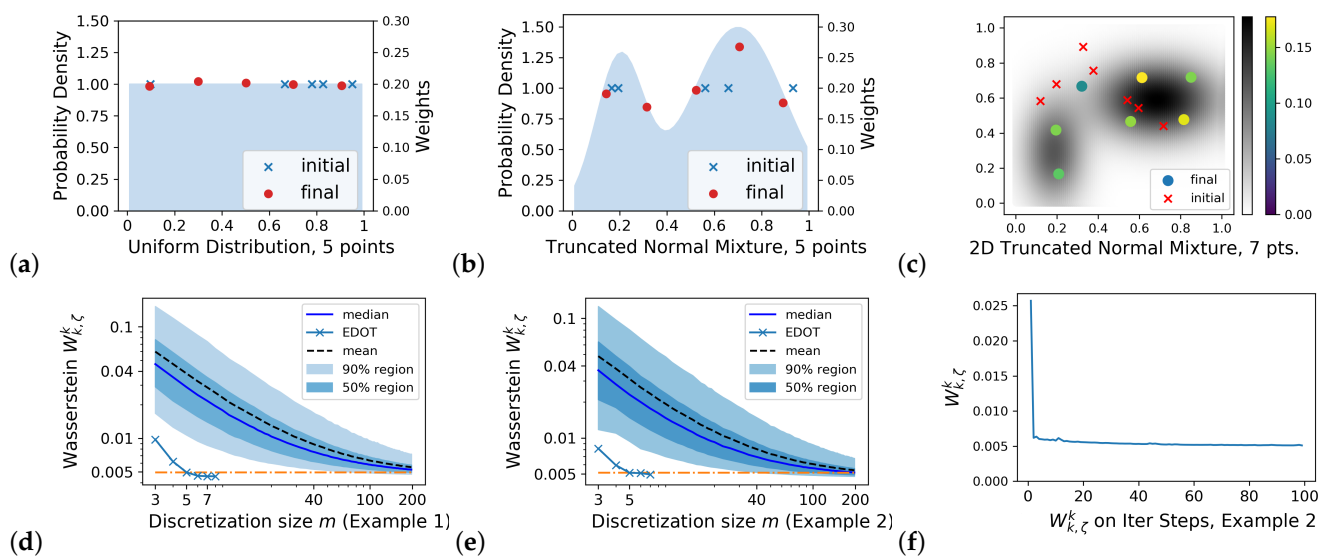 1.50
1.25
1.00
0.75
0.50
0.25
0.00
Probability Density
0.30
0.25
0.20
0.15
0.10
0.05
0.00
Weights
initial
final
0 0.2 0.4 0.6 0.8 1
Uniform Distribution, 5 points
(a)
1.50
1.25
1.00
0.75
0.50
0.25
0.00
Probability Density
0.30
0.25
0.20
0.15
0.10
0.05
0.00
Weights
initial
final
0 0.2 0.4 0.6 0.8 1
Truncated Normal Mixture, 5 points
(b)
1.0
0.8
0.6
0.4
0.2
0.0
final
initial
0.15
0.10
0.05
0.00
0.0 0.2 0.4 0.6 0.8 1.0
2D Truncated Normal Mixture, 7 pts.
(c)
0.1
0.04
0.01
0.005
Wasserstein W^k_{k,ζ}
median
EDOT
mean
90% region
50% region
3 5 7 40 100 200
Discretization size m (Example 1)
(d)
0.1
0.04
0.01
0.005
Wasserstein W^k_{k,ζ}
median
EDOT
mean
90% region
50% region
3 5 40 100 200
Discretization size m (Example 2)
(e)
0.025
0.020
0.015
0.010
0.005
0.000
W^k_{k,ζ}
0 20 40 60 80 100
W^k_{k,ζ} on Iter Steps, Example 2
(f)